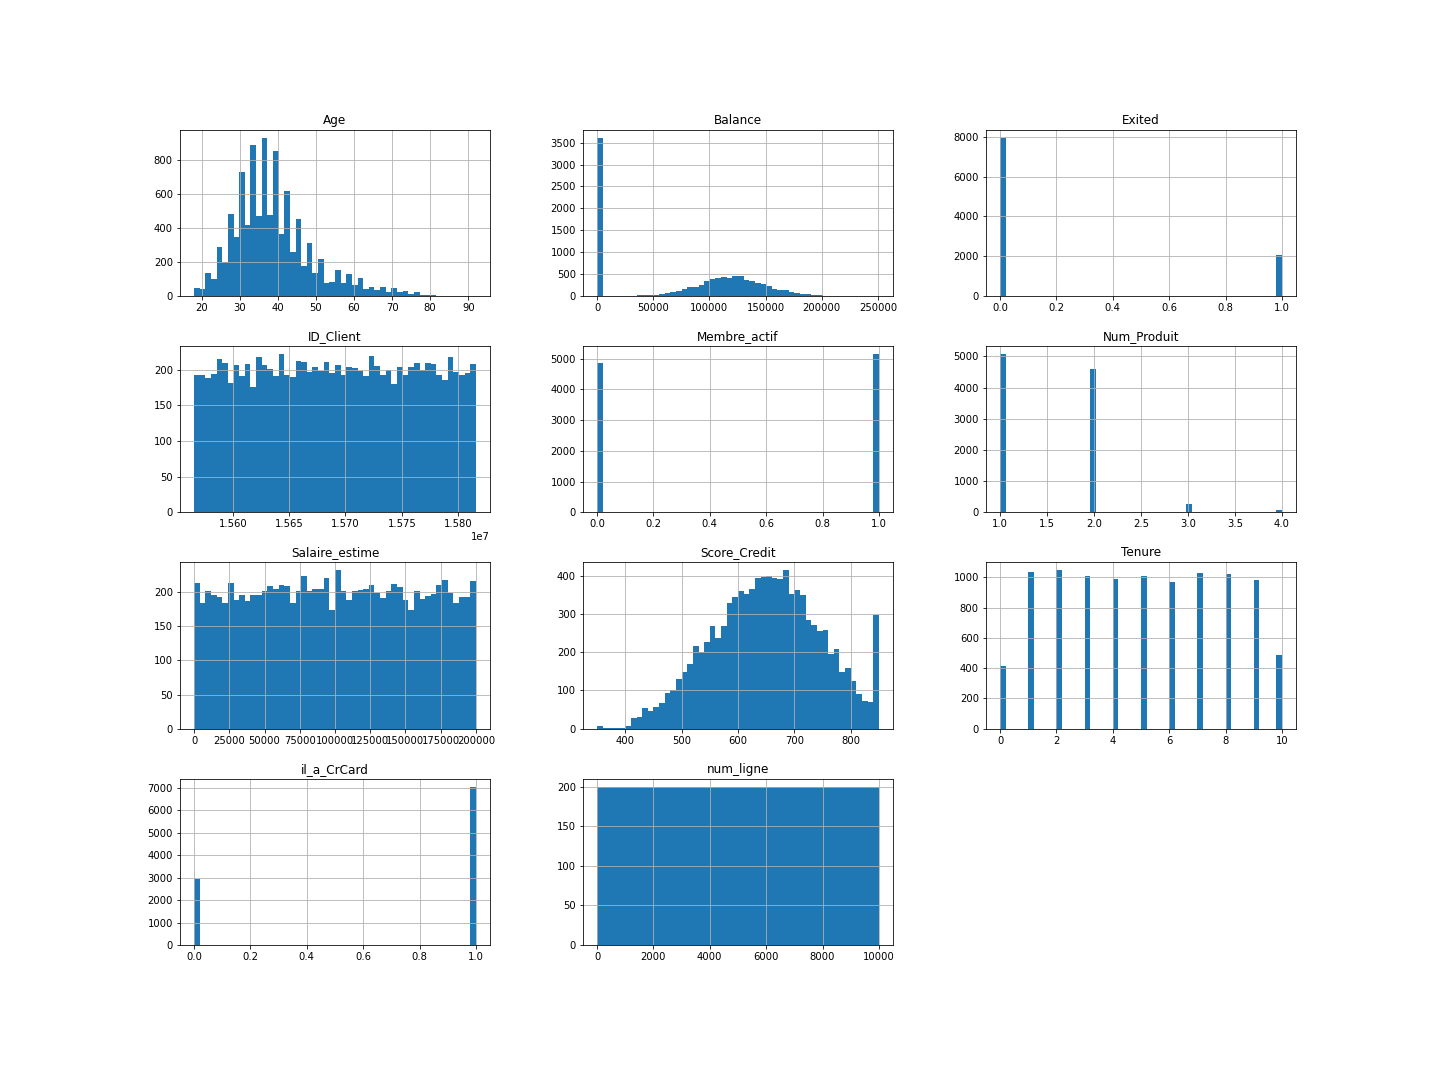 Age
800
600
400
200
0
20 30 40 50 60 70 80 90
Balance
3500
3000
2500
2000
1500
1000
500
0
0 50000 100000 150000 200000 250000
Exited
8000
6000
4000
2000
0
0.0 0.2 0.4 0.6 0.8 1.0
ID_Client
200
150
100
50
0
1.560 1.565 1.570 1.575 1.580
1e7
Membre_actif
5000
4000
3000
2000
1000
0
0.0 0.2 0.4 0.6 0.8 1.0
Num_Produit
5000
4000
3000
2000
1000
0
1.0 1.5 2.0 2.5 3.0 3.5 4.0
Salaire_estime
200
150
100
50
0
0 25000 50000 75000 100000 125000 150000 175000 200000
Score_Credit
400
300
200
100
0
400 500 600 700 800
Tenure
1000
800
600
400
200
0
0 2 4 6 8 10
il_a_CrCard
7000
6000
5000
4000
3000
2000
1000
0
0.0 0.2 0.4 0.6 0.8 1.0
num_ligne
200
150
100
50
0
0 2000 4000 6000 8000 10000